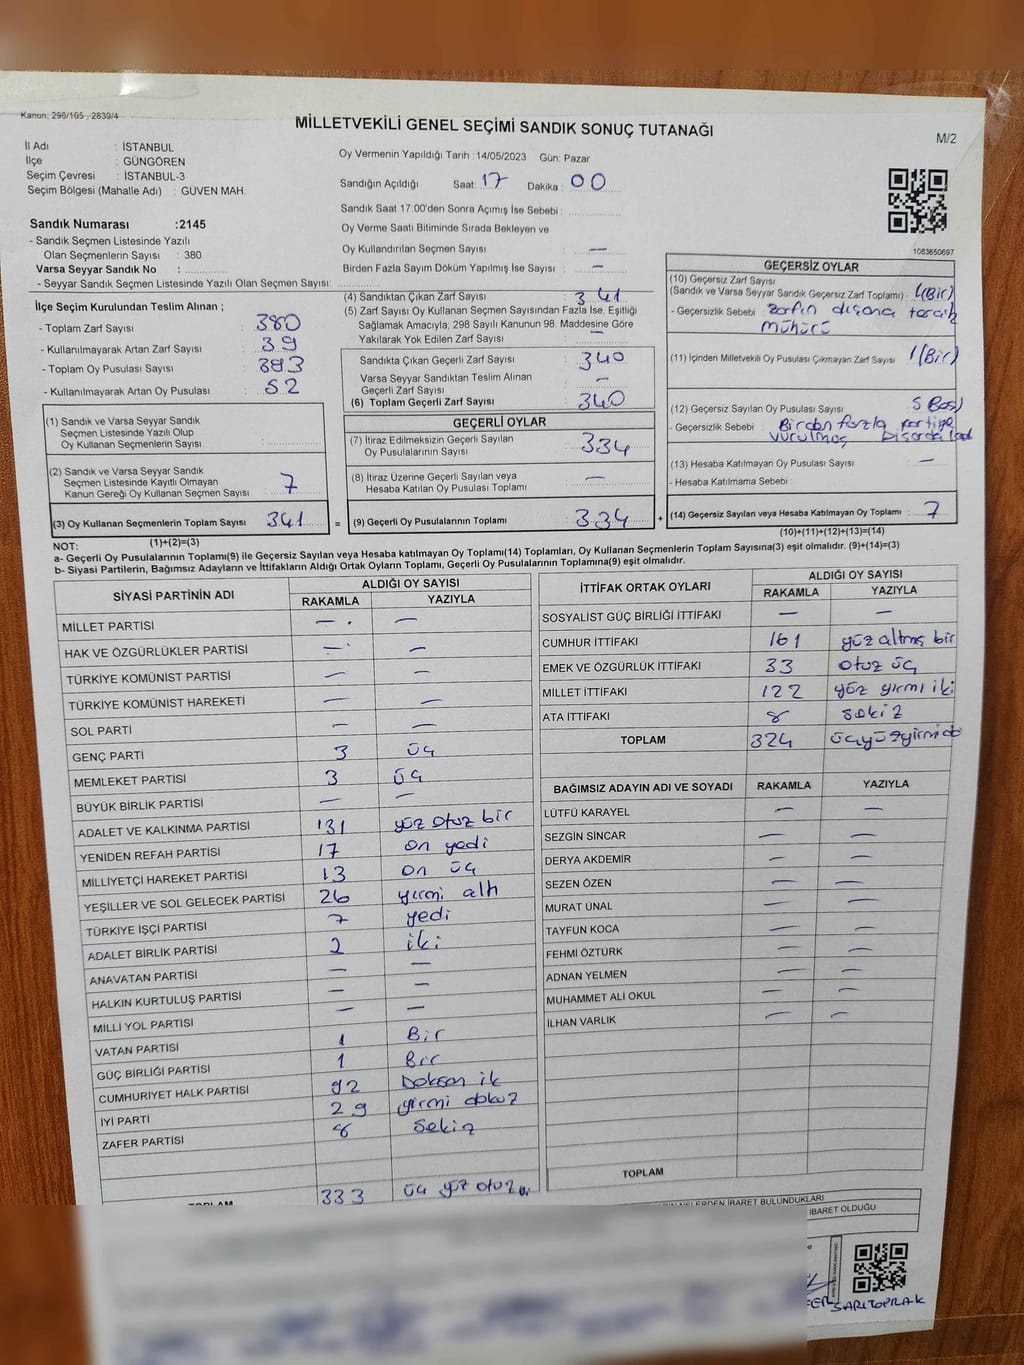 Kanun: 298/105 , 2839/4
MİLLETVEKİLİ GENEL SEÇİMİ SANDIK SONUÇ TUTANAĞI
M/2
İl Adı : İSTANBUL
İlçe : GÜNGÖREN
Seçim Çevresi : İSTANBUL-3
Seçim Bölgesi (Mahalle Adı) : GÜVEN MAH.
Sandık Numarası :2145
- Sandık Seçmen Listesinde Yazılı
Olan Seçmenlerin Sayısı : 380
Varsa Seyyar Sandık No :
- Seyyar Sandık Seçmen Listesinde Yazılı Olan Seçmen Sayısı:
Oy Vermenin Yapıldığı Tarih :14/05/2023 Gün: Pazar
Sandığın Açıldığı Saat: 17 Dakika : 00
Sandık Saat 17:00'den Sonra Açımış İse Sebebi :
Oy Verme Saati Bitiminde Sırada Bekleyen ve
Oy Kullandırılan Seçmen Sayısı : —
Birden Fazla Sayım Döküm Yapılmış İse Sayısı : —
1083650697
İlçe Seçim Kurulundan Teslim Alınan ;
- Toplam Zarf Sayısı : 380
- Kullanılmayarak Artan Zarf Sayısı : 39
- Toplam Oy Pusulası Sayısı : 393
- Kullanılmayarak Artan Oy Pusulası : 52
(1) Sandık ve Varsa Seyyar Sandık
Seçmen Listesinde Yazılı Olup
Oy Kullanan Seçmenlerin Sayısı :
(2) Sandık ve Varsa Seyyar Sandık
Seçmen Listesinde Kayıtlı Olmayan
Kanun Gereği Oy Kullanan Seçmen Sayısı : 7
(3) Oy Kullanan Seçmenlerin Toplam Sayısı : 341 =
(1)+(2)=(3)
(4) Sandıktan Çıkan Zarf Sayısı : 341
(5) Zarf Sayısı Oy Kullanan Seçmen Sayısından Fazla İse, Eşitliği
Sağlamak Amacıyla; 298 Sayılı Kanunun 98. Maddesine Göre
Yakılarak Yok Edilen Zarf Sayısı : —
Sandıkta Çıkan Geçerli Zarf Sayısı : 340
Varsa Seyyar Sandıktan Teslim Alınan
Geçerli Zarf Sayısı : —
(6) Toplam Geçerli Zarf Sayısı : 340
GEÇERLİ OYLAR
(7) İtiraz Edilmeksizin Geçerli Sayılan
Oy Pusulalarının Sayısı : 334
(8) İtiraz Üzerine Geçerli Sayılan veya
Hesaba Katılan Oy Pusulası Toplamı : —
(9) Geçerli Oy Pusulalarının Toplamı : 334 +
GEÇERSİZ OYLAR
(10) Geçersiz Zarf Sayısı
(Sandık ve Varsa Seyyar Sandık Geçersiz Zarf Toplamı) : 1(Bir)
- Geçersizlik Sebebi : zarfın dışına tercih
mühürü
(11) İçinden Milletvekili Oy Pusulası Çıkmayan Zarf Sayısı : 1(Bir)
(12) Geçersiz Sayılan Oy Pusulası Sayısı : 5
- Geçersizlik Sebebi : Birden fazla partiye
vurulmuş
(13) Hesaba Katılmayan Oy Pusulası Sayısı : —
- Hesaba Katılmama Sebebi :
(14) Geçersiz Sayılan veya Hesaba Katılmayan Oy Toplamı : 7
(10)+(11)+(12)+(13)=(14)
NOT:
a- Geçerli Oy Pusulalarının Toplamı(9) ile Geçersiz Sayılan veya Hesaba katılmayan Oy Toplamı(14) Toplamları, Oy Kullanan Seçmenlerin Toplam Sayısına(3) eşit olmalıdır. (9)+(14)=(3)
b- Siyasi Partilerin, Bağımsız Adayların ve İttifakların Aldığı Ortak Oyların Toplamı, Geçerli Oy Pusulalarının Toplamına(9) eşit olmalıdır.
SİYASİ PARTİNİN ADI ALDIĞI OY SAYISI
RAKAMLA YAZIYLA
MİLLET PARTİSİ — —
HAK VE ÖZGÜRLÜKLER PARTİSİ — —
TÜRKİYE KOMÜNİST PARTİSİ — —
TÜRKİYE KOMÜNİST HAREKETİ — —
SOL PARTİ — —
GENÇ PARTİ 3 üç
MEMLEKET PARTİSİ 3 üç
BÜYÜK BİRLİK PARTİSİ — —
ADALET VE KALKINMA PARTİSİ 131 yüz otuz bir
YENİDEN REFAH PARTİSİ 17 on yedi
MİLLİYETÇİ HAREKET PARTİSİ 13 on üç
YEŞİLLER VE SOL GELECEK PARTİSİ 26 yirmi altı
TÜRKİYE İŞÇİ PARTİSİ 7 yedi
ADALET BİRLİK PARTİSİ 2 iki
ANAVATAN PARTİSİ — —
HALKIN KURTULUŞ PARTİSİ — —
MİLLİ YOL PARTİSİ — —
VATAN PARTİSİ 1 Bir
GÜÇ BİRLİĞİ PARTİSİ 1 Bir
CUMHURİYET HALK PARTİSİ 92 Doksan ik
İYİ PARTİ 29 yirmi dokuz
ZAFER PARTİSİ 8 Sekiz
TOPLAM 333 üç yüz otuz
İTTİFAK ORTAK OYLARI ALDIĞI OY SAYISI
RAKAMLA YAZIYLA
SOSYALİST GÜÇ BİRLİĞİ İTTİFAKI — —
CUMHUR İTTİFAKI 161 yüz altmış bir
EMEK VE ÖZGÜRLÜK İTTİFAKI 33 otuz üç
MİLLET İTTİFAKI 122 yüz yirmi iki
ATA İTTİFAKI 8 sekiz
TOPLAM 324 üçyüzyirmi
BAĞIMSIZ ADAYIN ADI VE SOYADI RAKAMLA YAZIYLA
LÜTFÜ KARAYEL — —
SEZGİN SİNCAR — —
DERYA AKDEMİR — —
SEZEN ÖZEN — —
MURAT ÜNAL — —
TAYFUN KOCA — —
FEHMİ ÖZTÜRK — —
ADNAN YELMEN — —
MUHAMMET ALİ OKUL — —
İLHAN VARLIK — —
TOPLAM
NELERDEN İBARET BULUNDUKLARI
İBARET OLDUĞU
SARITOPRAK